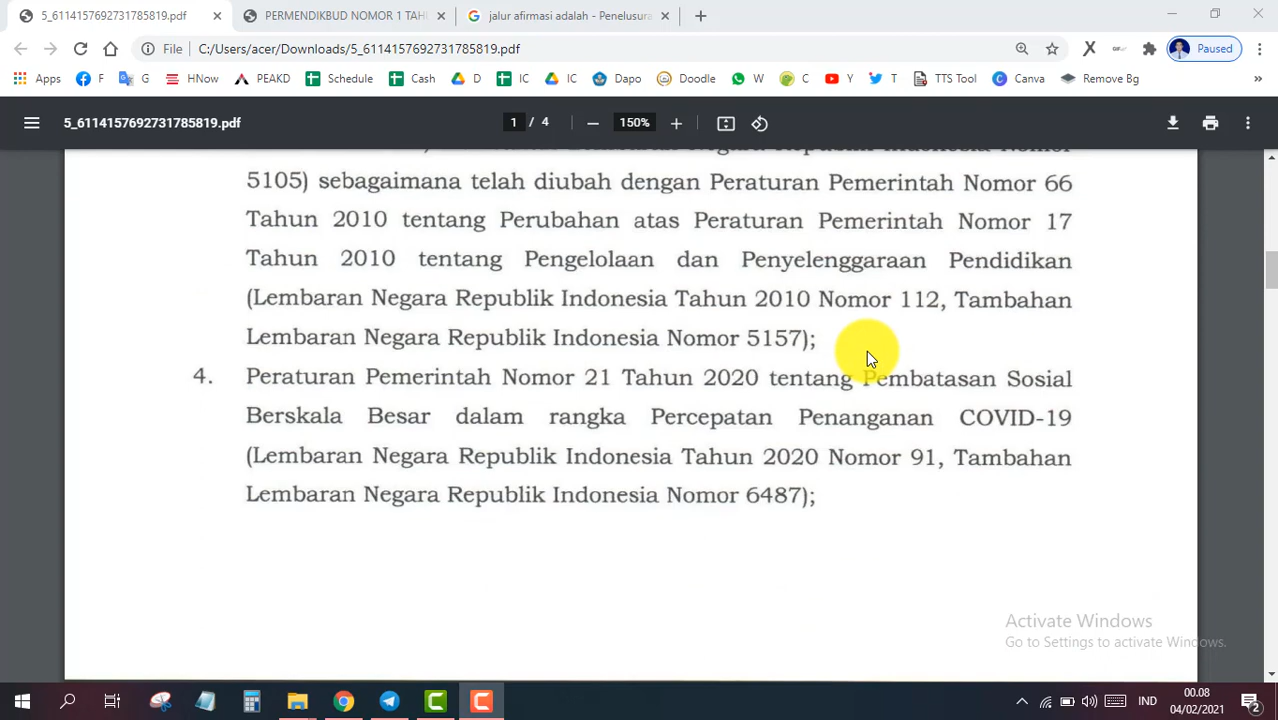 5_6114157692731785819.pdf
PERMENDIKBUD NOMOR 1 TAHU
jalur afirmasi adalah - Penelusura
File
C:/Users/acer/Downloads/5_6114157692731785819.pdf
Paused
Apps
F
G
HNow
PEAKD
Schedule
Cash
D
IC
IC
Dapo
Doodle
W
C
Y
T
TTS Tool
Canva
Remove Bg
»
5_6114157692731785819.pdf
1 / 4
150%
5105) sebagaimana telah diubah dengan Peraturan Pemerintah Nomor 66
Tahun 2010 tentang Perubahan atas Peraturan Pemerintah Nomor 17
Tahun 2010 tentang Pengelolaan dan Penyelenggaraan Pendidikan
(Lembaran Negara Republik Indonesia Tahun 2010 Nomor 112, Tambahan
Lembaran Negara Republik Indonesia Nomor 5157);
4. Peraturan Pemerintah Nomor 21 Tahun 2020 tentang Pembatasan Sosial
Berskala Besar dalam rangka Percepatan Penanganan COVID-19
(Lembaran Negara Republik Indonesia Tahun 2020 Nomor 91, Tambahan
Lembaran Negara Republik Indonesia Nomor 6487);
Activate Windows
Go to Settings to activate Windows.
IND
00.08
04/02/2021
2